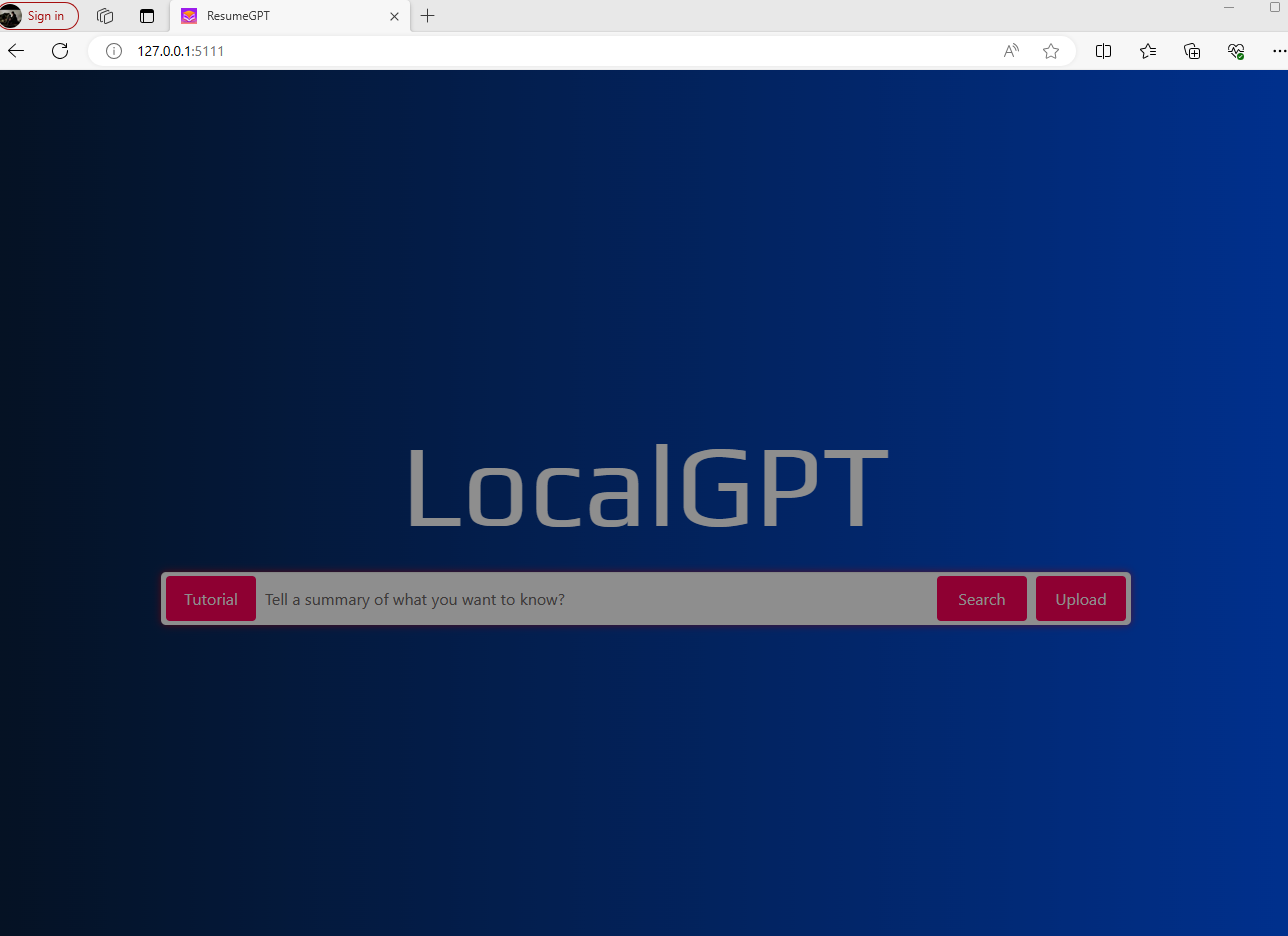 Sign in
ResumeGPT
127.0.0.1:5111
LocalGPT
Tutorial Tell a summary of what you want to know? Search Upload